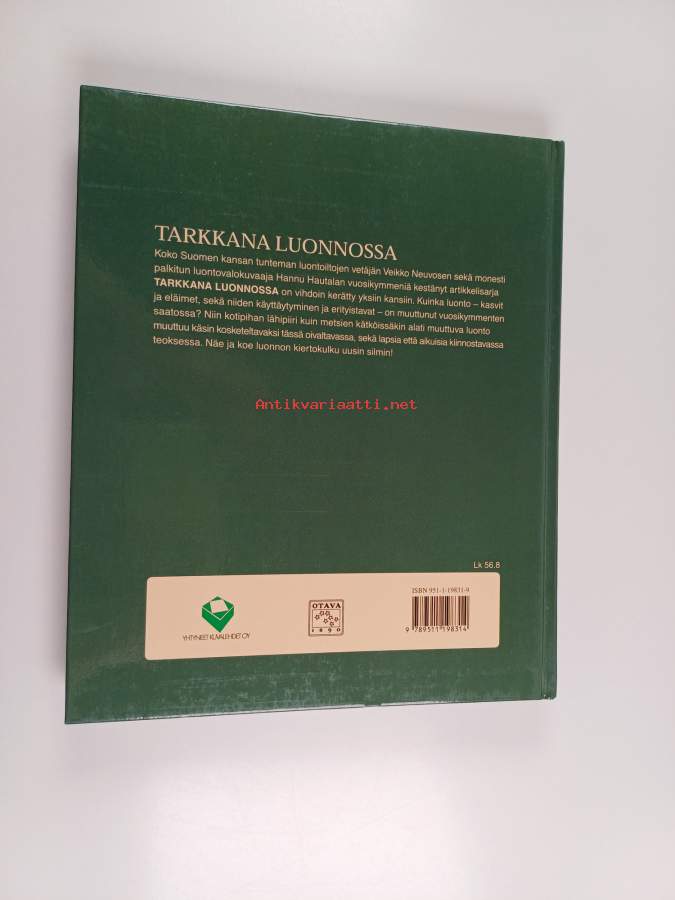 TARKKANA LUONNOSSA
Koko Suomen kansan tunteman luontoiltojen vetäjän Veikko Neuvosen sekä monesti
palkitun luontovalokuvaaja Hannu Hautalan vuosikymmeniä kestänyt artikkelisarja
TARKKANA LUONNOSSA on vihdoin kerätty yksiin kansiin. Kuinka luonto – kasvit
ja eläimet, sekä niiden käyttäytyminen ja erityistavat – on muuttunut vuosikymmenten
saatossa? Niin kotipihan lähipiiri kuin metsien kätköissäkin alati muuttuva luonto
muuttuu käsin kosketeltavaksi tässä oivaltavassa, sekä lapsia että aikuisia kiinnostavassa
teoksessa. Näe ja koe luonnon kiertokulku uusin silmin!
Antikvariaatti.net
Lk 56.8
YHTYNEET KUVALEHDET OY
OTAVA
1890
ISBN 951-1-19831-9
9 789511 198314